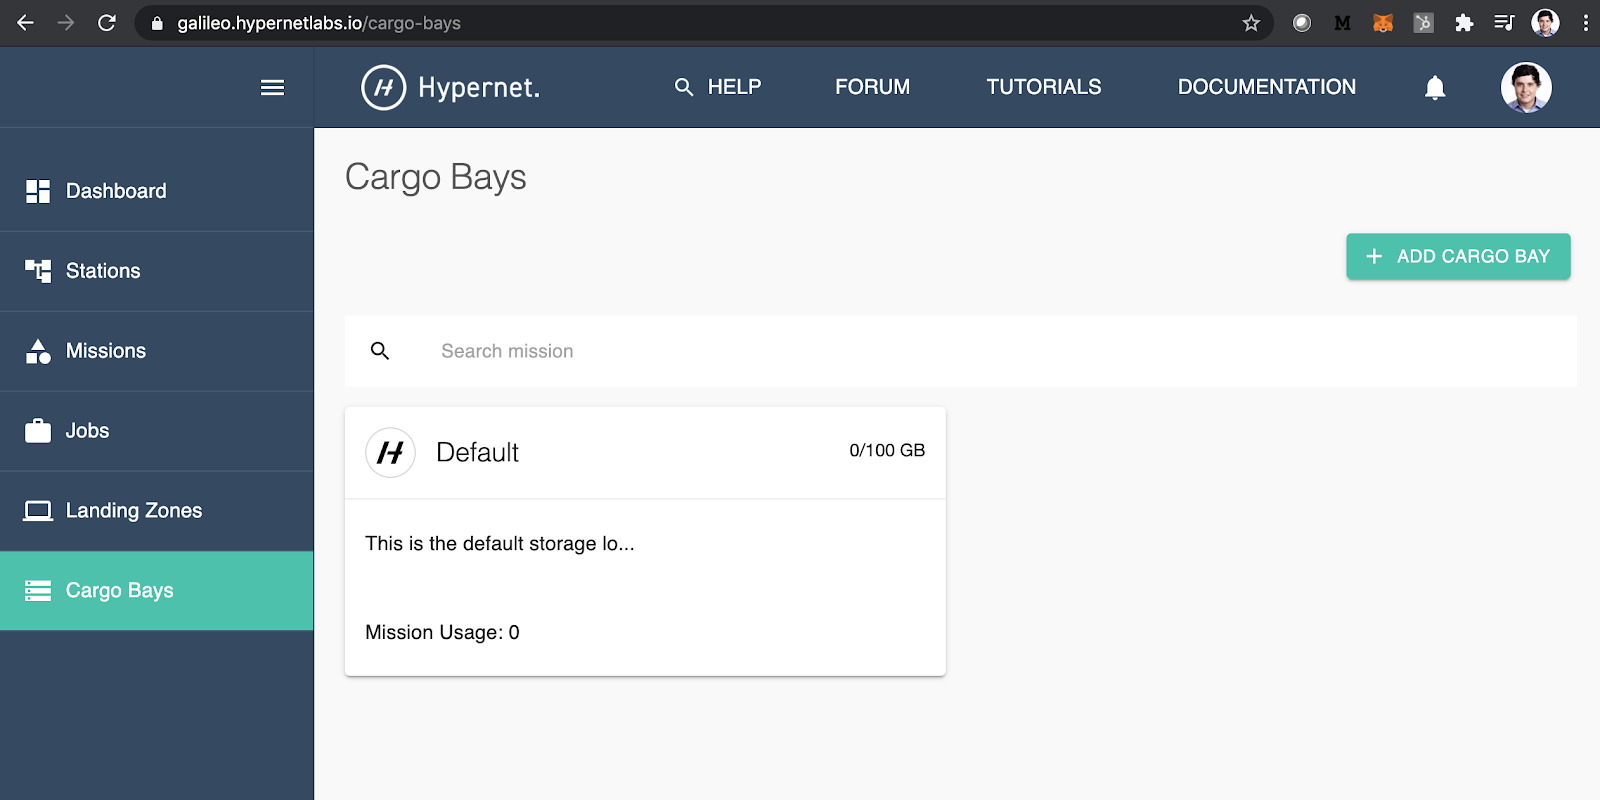 galileo.hypernetlabs.io/cargo-bays
M
Hypernet.
HELP
FORUM
TUTORIALS
DOCUMENTATION
Dashboard
Stations
Missions
Jobs
Landing Zones
Cargo Bays
Cargo Bays
+ ADD CARGO BAY
Search mission
Default
0/100 GB
This is the default storage lo...
Mission Usage: 0